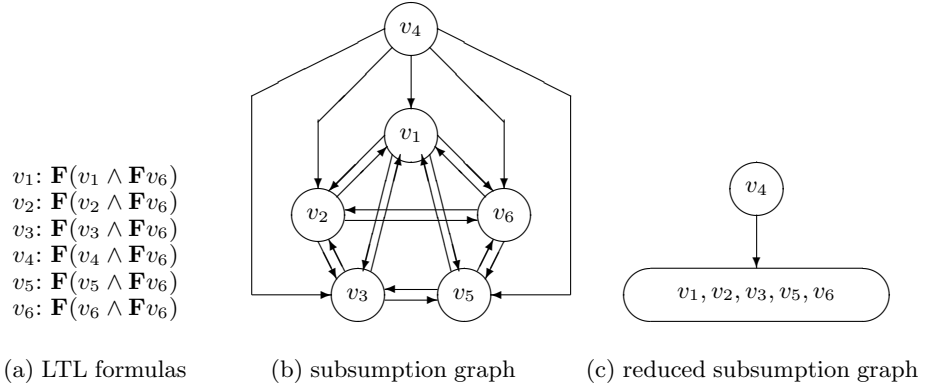 v₄
v₁
v₁: F(v₁ ∧ Fv₆)
v₂: F(v₂ ∧ Fv₆)
v₃: F(v₃ ∧ Fv₆)
v₄: F(v₄ ∧ Fv₆)
v₅: F(v₅ ∧ Fv₆)
v₆: F(v₆ ∧ Fv₆)
v₂
v₆
v₃
v₅
v₄
v₁, v₂, v₃, v₅, v₆
(a) LTL formulas
(b) subsumption graph
(c) reduced subsumption graph